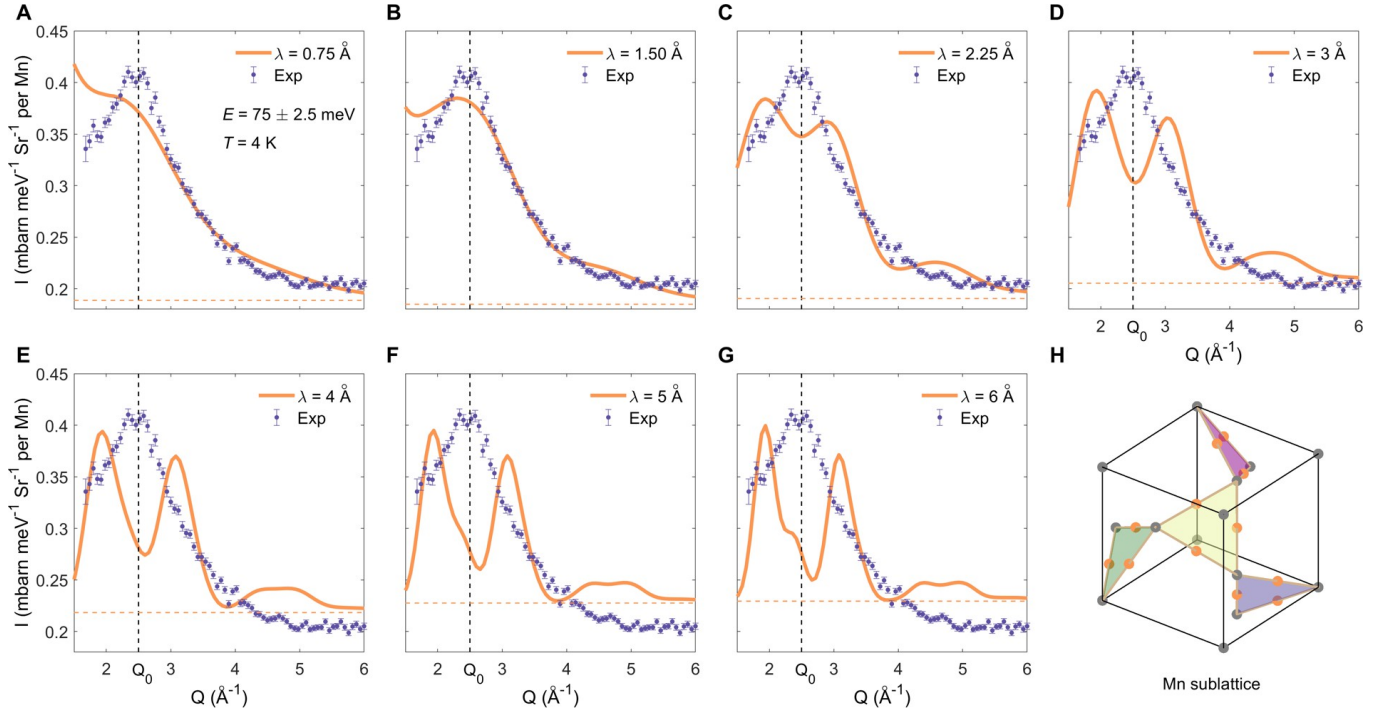 A
λ = 0.75 Å
Exp
E = 75 ± 2.5 meV
T = 4 K
I (mbarn meV⁻¹ Sr⁻¹ per Mn)
0.45
0.4
0.35
0.3
0.25
0.2
B
λ = 1.50 Å
Exp
C
λ = 2.25 Å
Exp
D
λ = 3 Å
Exp
2 Q₀ 3 4 5 6
Q (Å⁻¹)
E
λ = 4 Å
Exp
I (mbarn meV⁻¹ Sr⁻¹ per Mn)
0.45
0.4
0.35
0.3
0.25
0.2
2 Q₀ 3 4 5 6
Q (Å⁻¹)
F
λ = 5 Å
Exp
2 Q₀ 3 4 5 6
Q (Å⁻¹)
G
λ = 6 Å
Exp
2 Q₀ 3 4 5 6
Q (Å⁻¹)
H
Mn sublattice